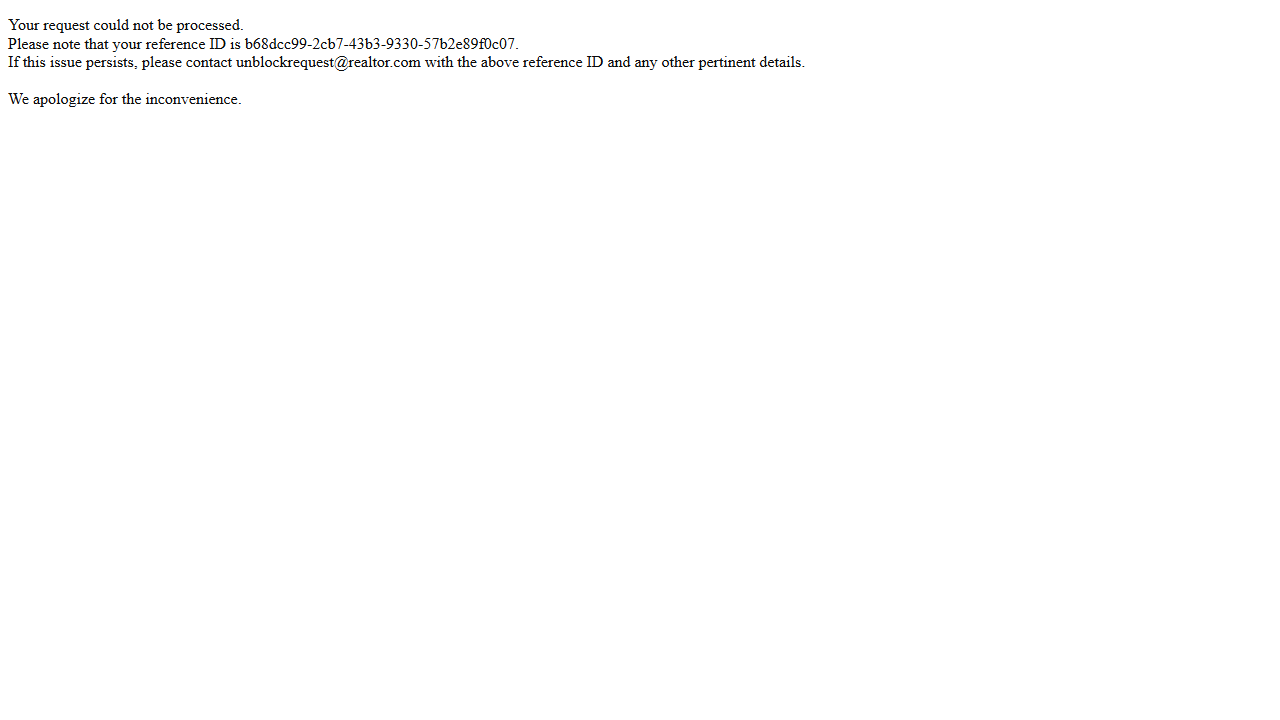 Your request could not be processed.
Please note that your reference ID is b68dcc99-2cb7-43b3-9330-57b2e89f0c07.
If this issue persists, please contact unblockrequest@realtor.com with the above reference ID and any other pertinent details.
We apologize for the inconvenience.